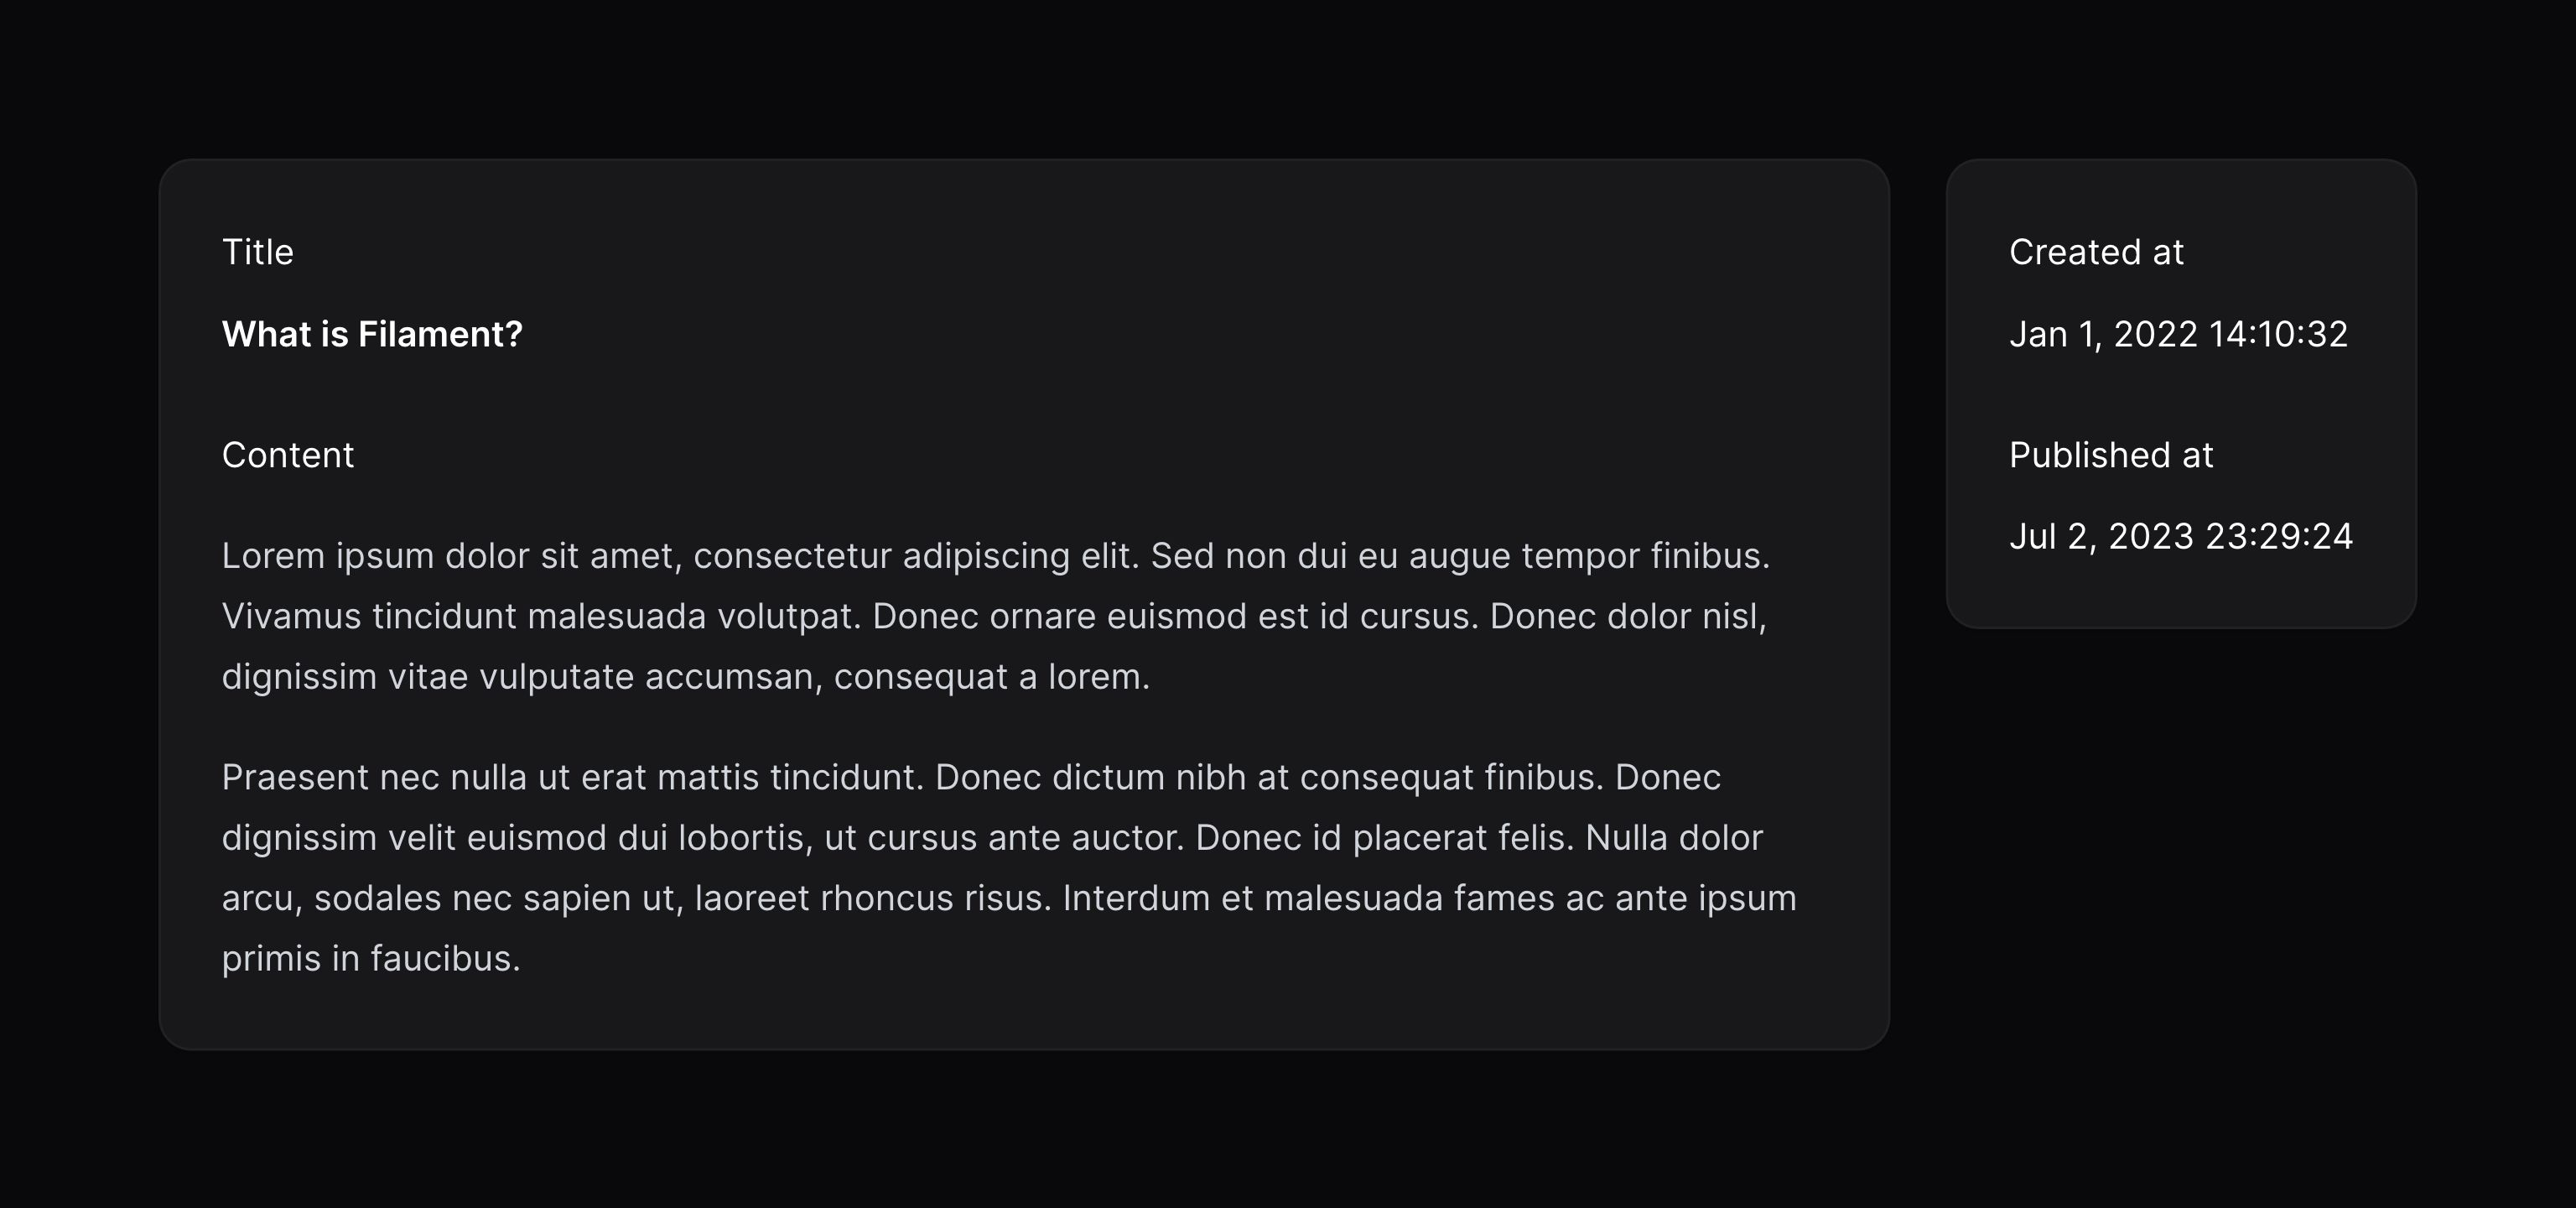 Title
What is Filament?
Content
Lorem ipsum dolor sit amet, consectetur adipiscing elit. Sed non dui eu augue tempor finibus.
Vivamus tincidunt malesuada volutpat. Donec ornare euismod est id cursus. Donec dolor nisl,
dignissim vitae vulputate accumsan, consequat a lorem.
Praesent nec nulla ut erat mattis tincidunt. Donec dictum nibh at consequat finibus. Donec
dignissim velit euismod dui lobortis, ut cursus ante auctor. Donec id placerat felis. Nulla dolor
arcu, sodales nec sapien ut, laoreet rhoncus risus. Interdum et malesuada fames ac ante ipsum
primis in faucibus.
Created at
Jan 1, 2022 14:10:32
Published at
Jul 2, 2023 23:29:24